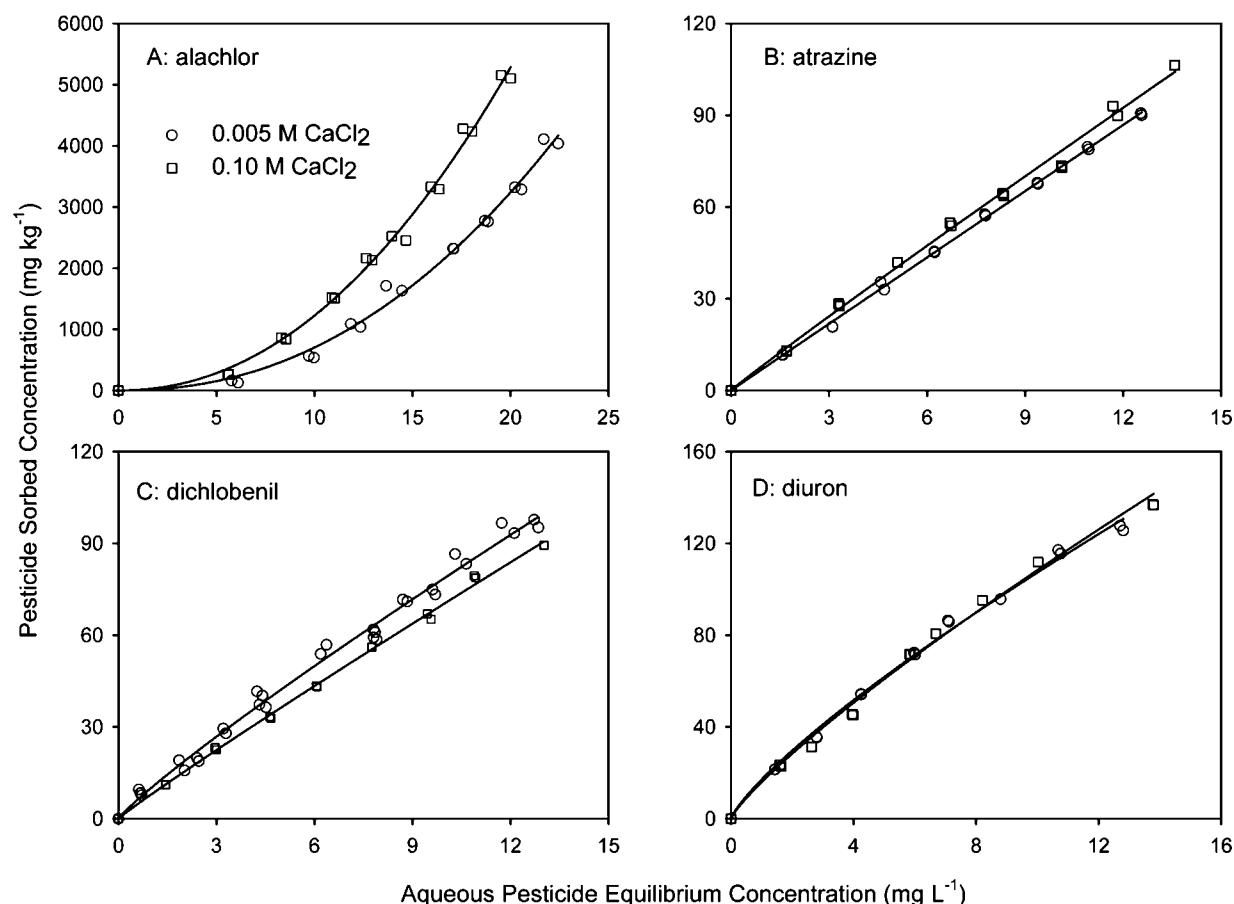 Pesticide Sorbed Concentration (mg kg⁻¹)
A: alachlor
0.005 M CaCl₂
0.10 M CaCl₂
6000
5000
4000
3000
2000
1000
0
0 5 10 15 20 25
B: atrazine
120
90
60
30
0
0 3 6 9 12 15
C: dichlobenil
120
90
60
30
0
0 3 6 9 12 15
D: diuron
160
120
80
40
0
0 4 8 12 16
Aqueous Pesticide Equilibrium Concentration (mg L⁻¹)